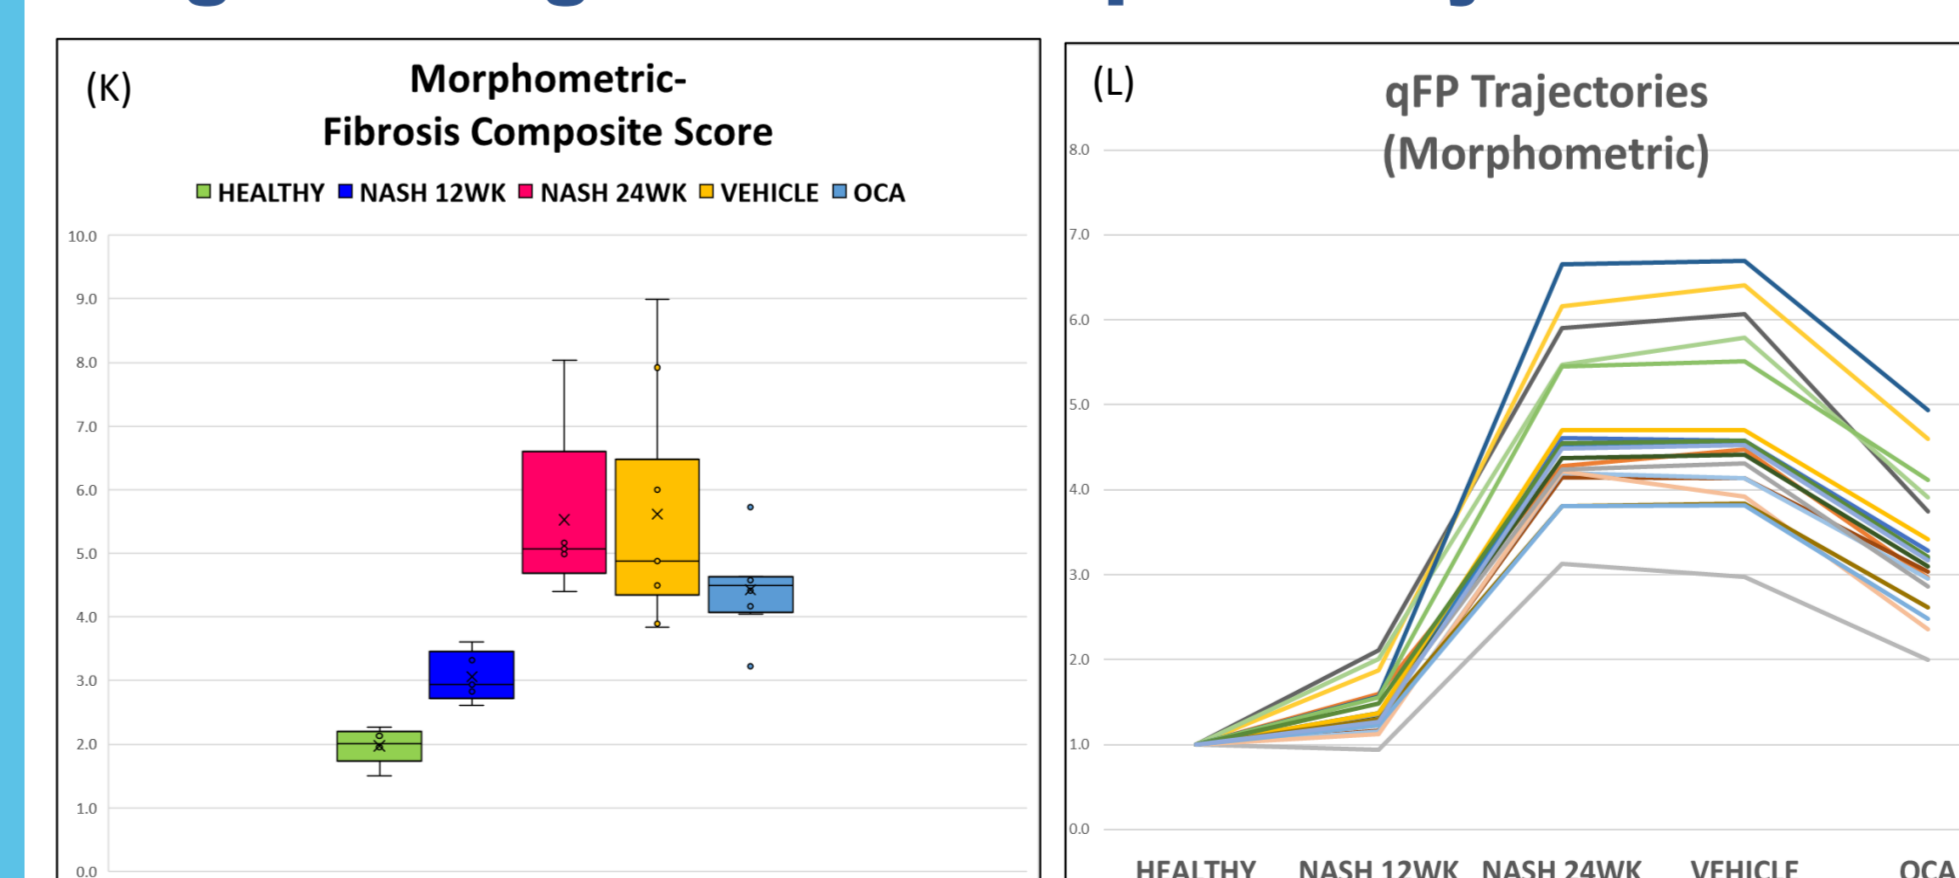 (K)
Morphometric-
Fibrosis Composite Score
HEALTHY NASH 12WK NASH 24WK VEHICLE OCA
10.0
9.0
8.0
7.0
6.0
5.0
4.0
3.0
2.0
1.0
0.0
(L)
qFP Trajectories
(Morphometric)
8.0
7.0
6.0
5.0
4.0
3.0
2.0
1.0
0.0
HEALTHY NASH 12WK NASH 24WK VEHICLE OCA